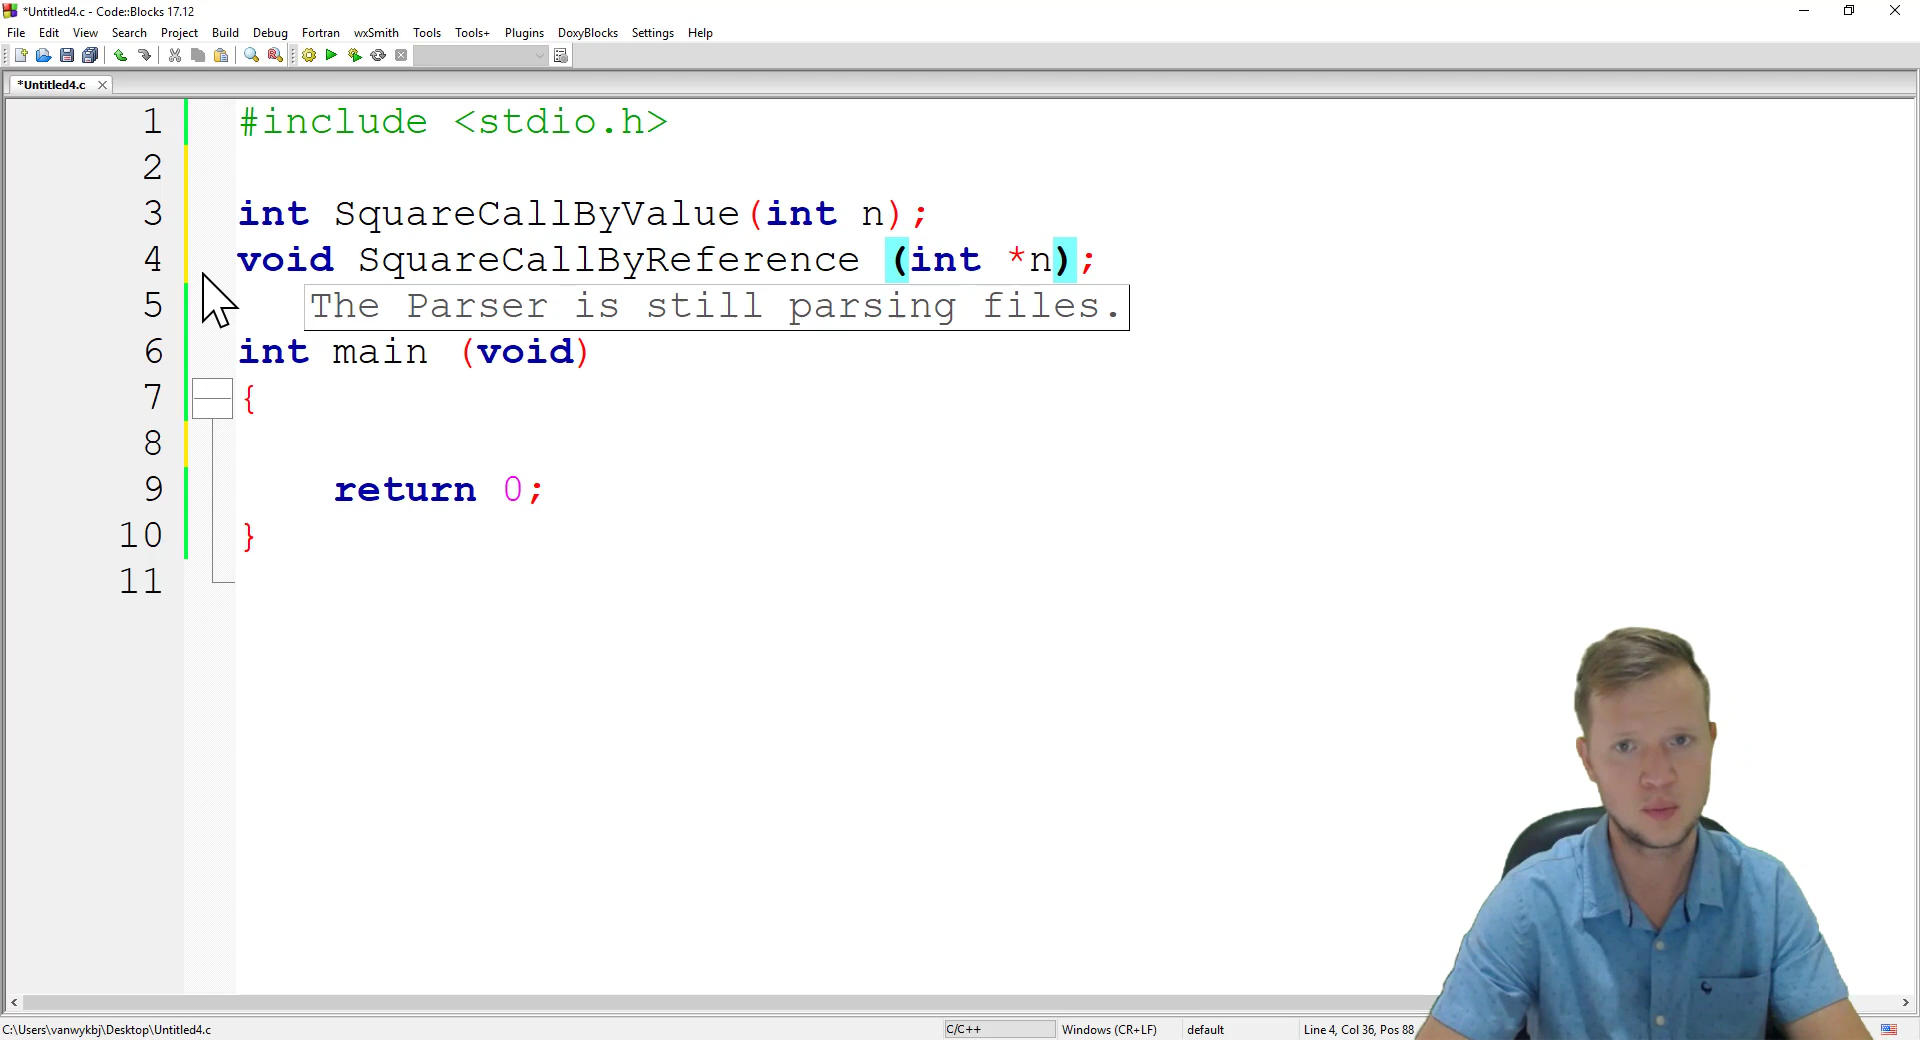 *Untitled4.c - Code::Blocks 17.12
File Edit View Search Project Build Debug Fortran wxSmith Tools Tools+ Plugins DoxyBlocks Settings Help
*Untitled4.c
1 #include <stdio.h>
2
3 int SquareCallByValue(int n);
4 void SquareCallByReference (int *n);
5 The Parser is still parsing files.
6 int main (void)
7 {
8
9 return 0;
10 }
11
C:\Users\vanwykbj\Desktop\Untitled4.c C/C++ Windows (CR+LF) default Line 4, Col 36, Pos 88